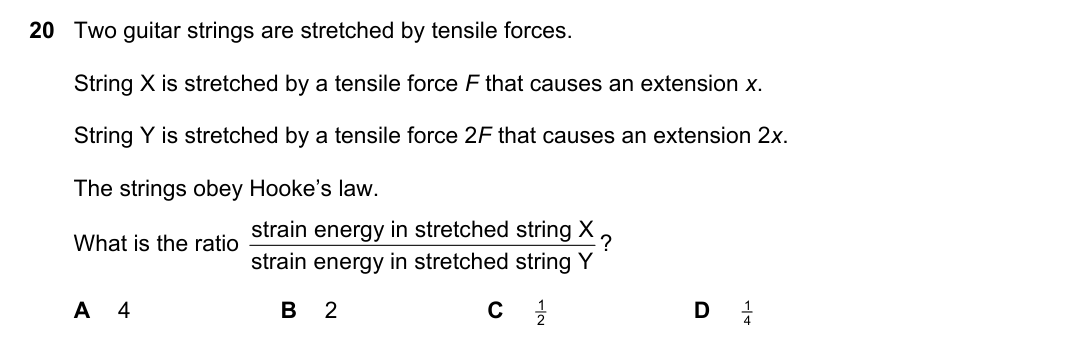 20 Two guitar strings are stretched by tensile forces.
String X is stretched by a tensile force F that causes an extension x.
String Y is stretched by a tensile force 2F that causes an extension 2x.
The strings obey Hooke's law.
What is the ratio strain energy in stretched string X / strain energy in stretched string Y ?
A 4 B 2 C 1/2 D 1/4